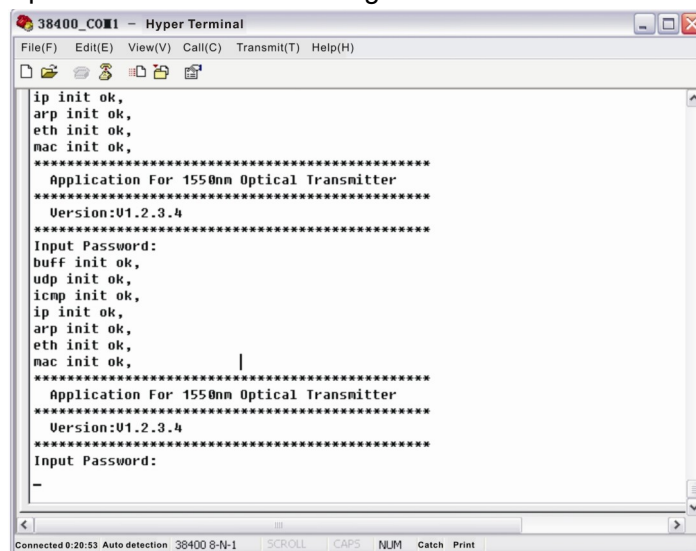 38400_COM1 - Hyper Terminal
File(F) Edit(E) View(V) Call(C) Transmit(T) Help(H)
ip init ok,
arp init ok,
eth init ok,
mac init ok,
************************************************
Application For 1550nm Optical Transmitter
************************************************
Version:V1.2.3.4
************************************************
Input Password:
buff init ok,
udp init ok,
icmp init ok,
ip init ok,
arp init ok,
eth init ok,
mac init ok,
************************************************
Application For 1550nm Optical Transmitter
************************************************
Version:V1.2.3.4
************************************************
Input Password:
_
Connected 0:20:53 Auto detection 38400 8-N-1 SCROLL CAPS NUM Catch Print